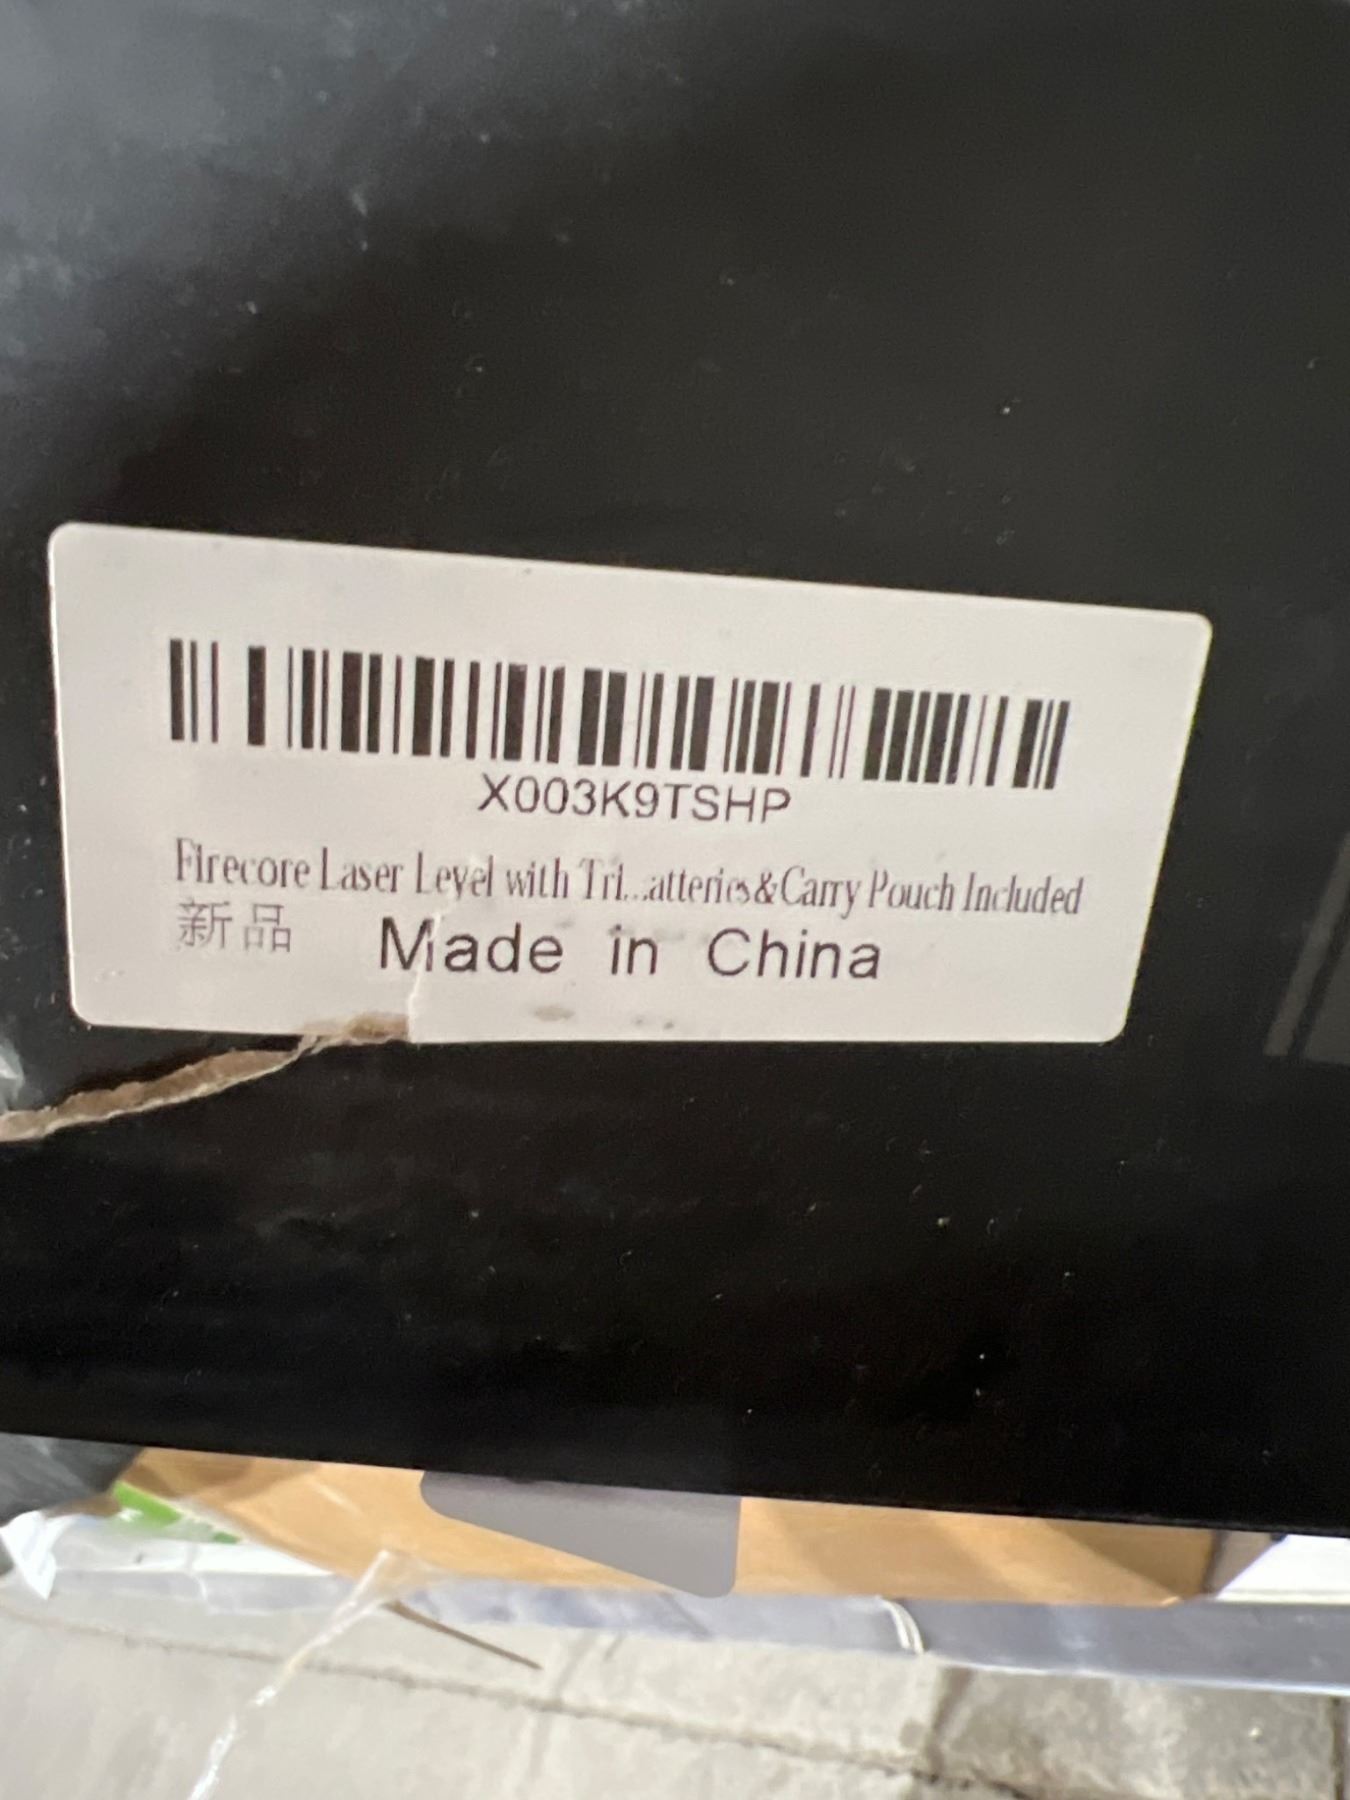 X003K9TSHP
Firecore Laser Level with Tri...atteries&Carry Pouch Included
新品 Made in China